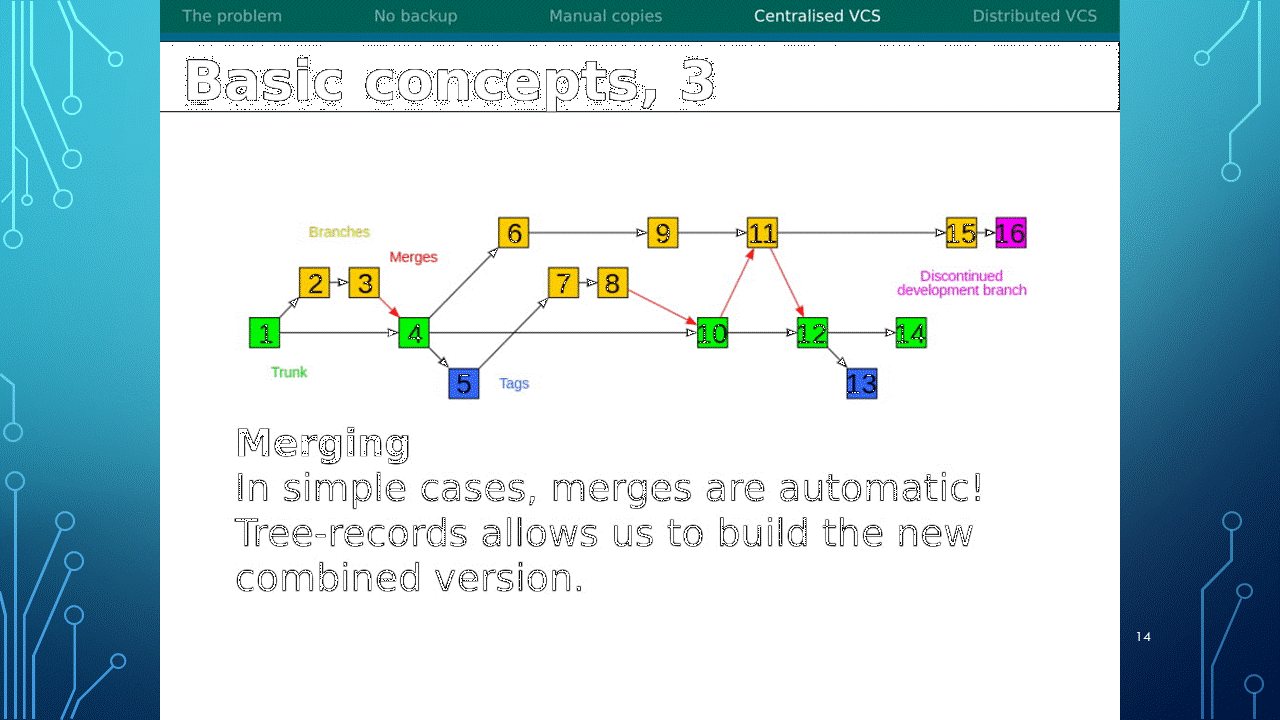 The problem No backup Manual copies Centralised VCS Distributed VCS
Basic concepts, 3
Branches
Merges
6 9 11 15 16
2 3 7 8
Discontinued
development branch
1 4 10 12 14
Trunk
5 Tags 13
Merging
In simple cases, merges are automatic!
Tree-records allows us to build the new
combined version.
14